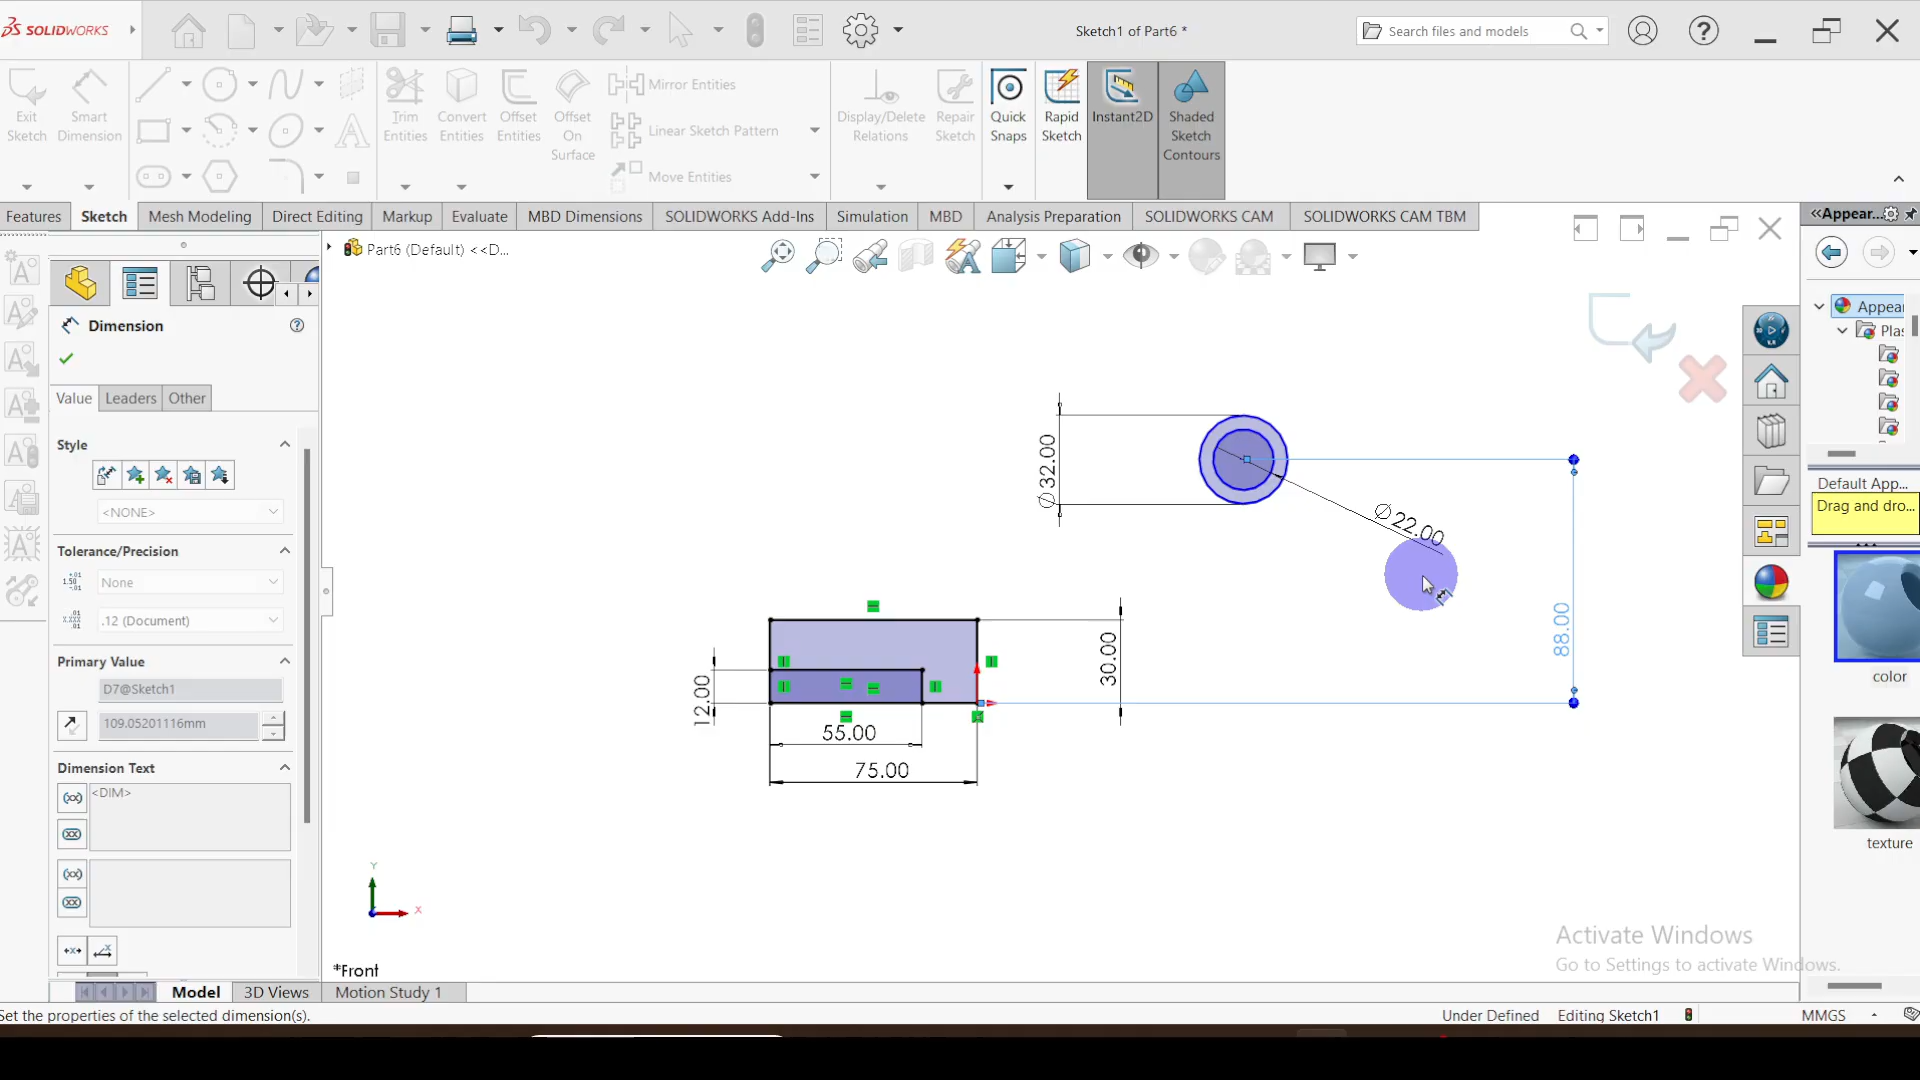 SOLIDWORKS
Sketch1 of Part6 *
Search files and models
Exit Sketch
Smart Dimension
Trim Entities
Convert Entities
Offset Entities
Offset On Surface
Mirror Entities
Linear Sketch Pattern
Move Entities
Display/Delete Relations
Repair Sketch
Quick Snaps
Rapid Sketch
Instant2D
Shaded Sketch Contours
Features
Sketch
Mesh Modeling
Direct Editing
Markup
Evaluate
MBD Dimensions
SOLIDWORKS Add-Ins
Simulation
MBD
Analysis Preparation
SOLIDWORKS CAM
SOLIDWORKS CAM TBM
«Appear...
Part6 (Default) <<D...
Dimension
Value
Leaders
Other
Style
<NONE>
Tolerance/Precision
None
.12 (Document)
Primary Value
D7@Sketch1
109.05201116mm
Dimension Text
<DIM>
∅32.00
∅22.00
88.00
30.00
12.00
55.00
75.00
Y
X
*Front
Appear
Plas
Default App...
Drag and dro...
color
texture
Activate Windows
Go to Settings to activate Windows.
Model
3D Views
Motion Study 1
Set the properties of the selected dimension(s).
Under Defined
Editing Sketch1
MMGS